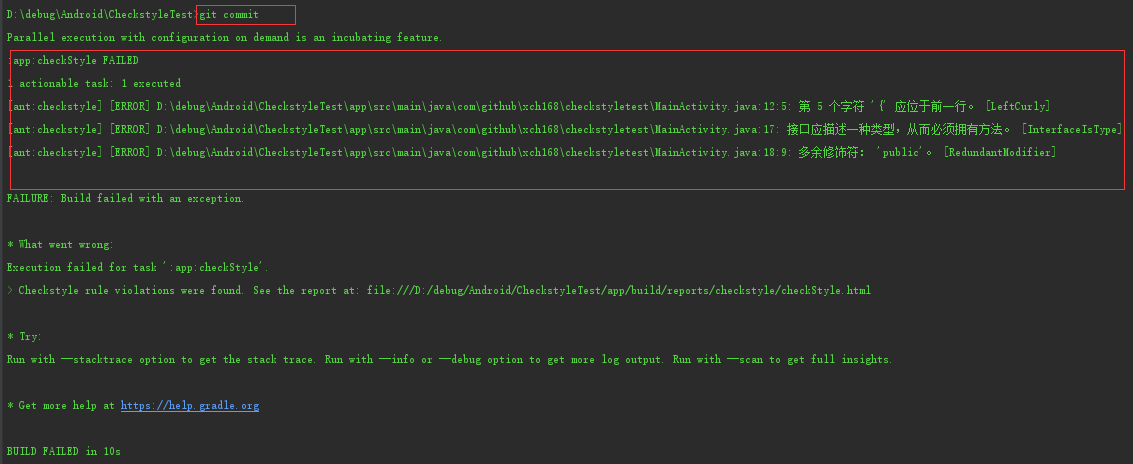 D:\debug\Android\CheckstyleTest>git commit
Parallel execution with configuration on demand is an incubating feature.
:app:checkStyle FAILED
1 actionable task: 1 executed
[ant:checkstyle] [ERROR] D:\debug\Android\CheckstyleTest\app\src\main\java\com\github\xch168\checkstyletest\MainActivity.java:12:5: 第 5 个字符 '{' 应位于前一行。 [LeftCurly]
[ant:checkstyle] [ERROR] D:\debug\Android\CheckstyleTest\app\src\main\java\com\github\xch168\checkstyletest\MainActivity.java:17: 接口应描述一种类型，从而必须拥有方法。 [InterfaceIsType]
[ant:checkstyle] [ERROR] D:\debug\Android\CheckstyleTest\app\src\main\java\com\github\xch168\checkstyletest\MainActivity.java:18:9: 多余修饰符： 'public'。 [RedundantModifier]
FAILURE: Build failed with an exception.
* What went wrong:
Execution failed for task ':app:checkStyle'.
> Checkstyle rule violations were found. See the report at: file:///D:/debug/Android/CheckstyleTest/app/build/reports/checkstyle/checkStyle.html
* Try:
Run with --stacktrace option to get the stack trace. Run with --info or --debug option to get more log output. Run with --scan to get full insights.
* Get more help at https://help.gradle.org
BUILD FAILED in 10s